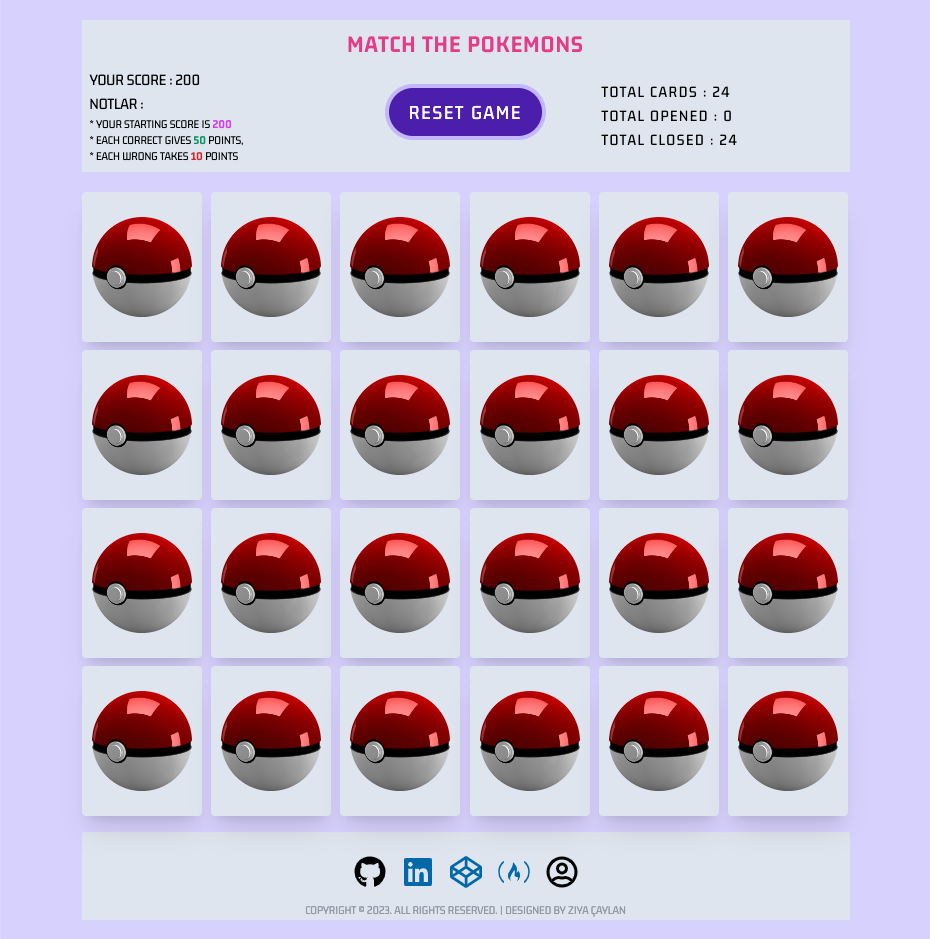 MATCH THE POKEMONS
YOUR SCORE : 200
NOTLAR :
* YOUR STARTING SCORE IS 200
* EACH CORRECT GIVES 50 POINTS,
* EACH WRONG TAKES 10 POINTS
RESET GAME
TOTAL CARDS : 24
TOTAL OPENED : 0
TOTAL CLOSED : 24
in
COPYRIGHT © 2023. ALL RIGHTS RESERVED. | DESIGNED BY ZIYA ÇAYLAN